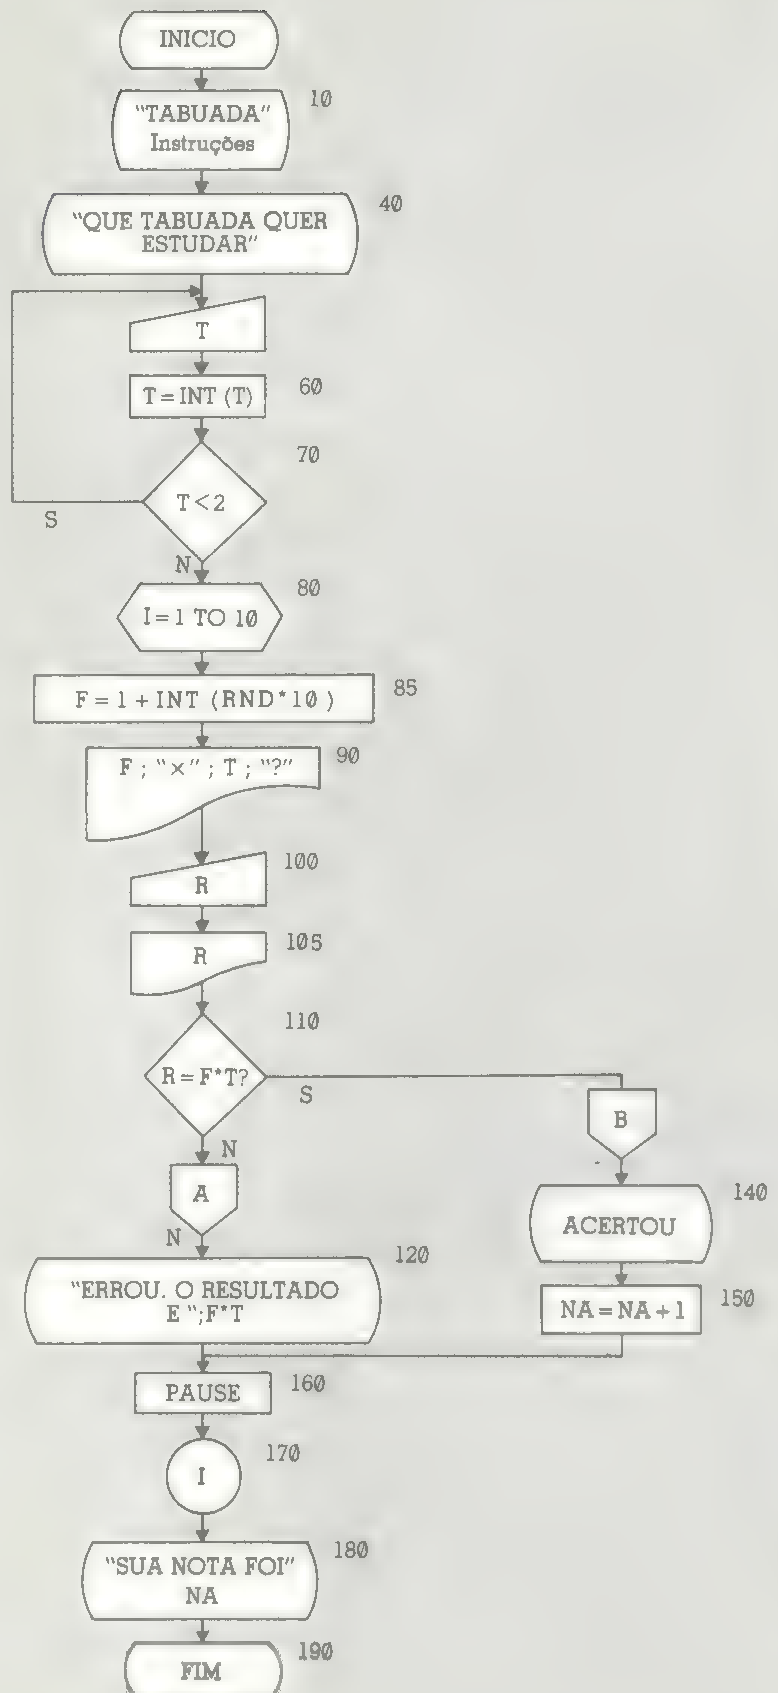 INICIO
10
"TABUADA"
Instruções
40
"QUE TABUADA QUER
ESTUDAR"
T
T=INT (T)
60
70
T<2
S
N
80
I=1 TO 10
F=1+INT (RND*10)
85
F ; "×" ; T ; "?"
90
100
R
R
105
110
R=F*T?
S
B
N
A
N
140
ACERTOU
120
"ERROU. O RESULTADO
E ";F*T
NA=NA+1
150
PAUSE
160
170
I
180
"SUA NOTA FOI"
NA
190
FIM